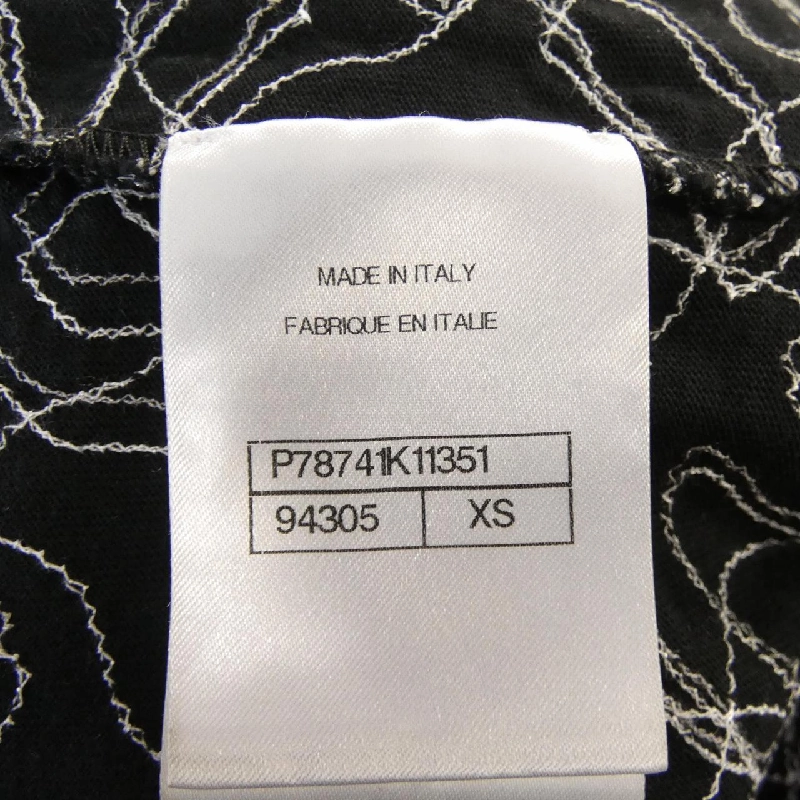 MADE IN ITALY
FABRIQUE EN ITALIE
P78741K11351
94305 XS